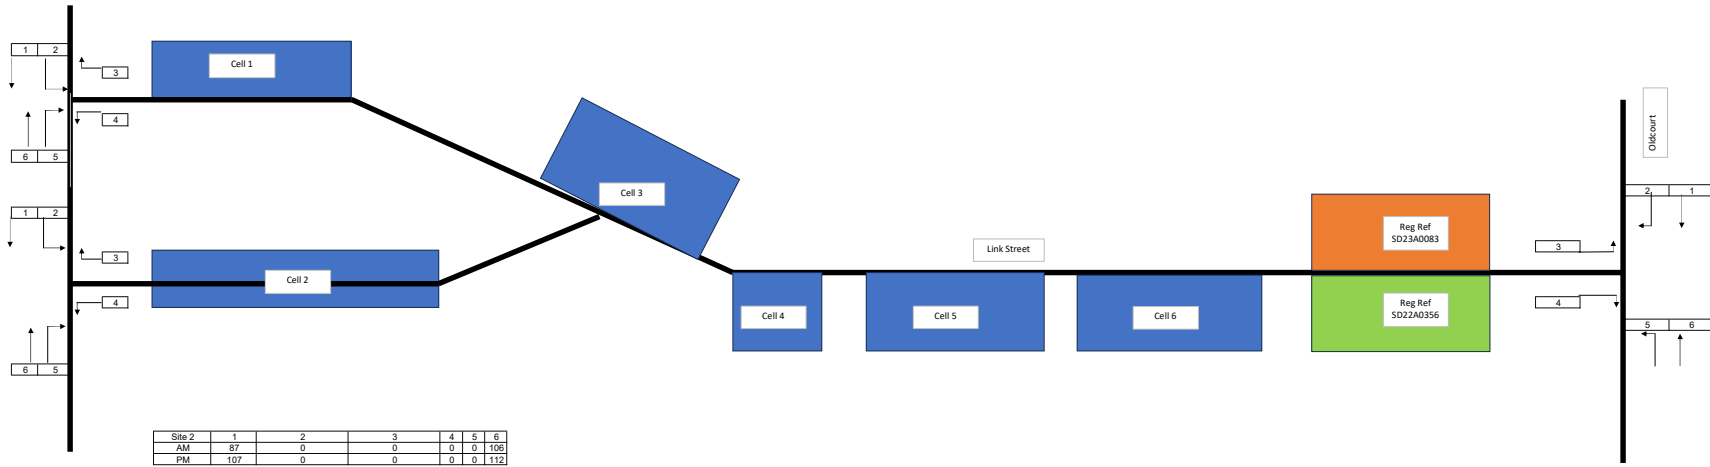 1 2
3
Cell 1
4
6 5
Cell 3
Oldcourt
1 2
2 1
3
Link Street
Reg Ref
SD23A0083
3
Cell 2
4
Cell 4
Cell 5
Cell 6
Reg Ref
SD22A0356
4
5 6
6 5
Site 2 1 2 3 4 5 6
AM 87 0 0 0 0 106
PM 107 0 0 0 0 112